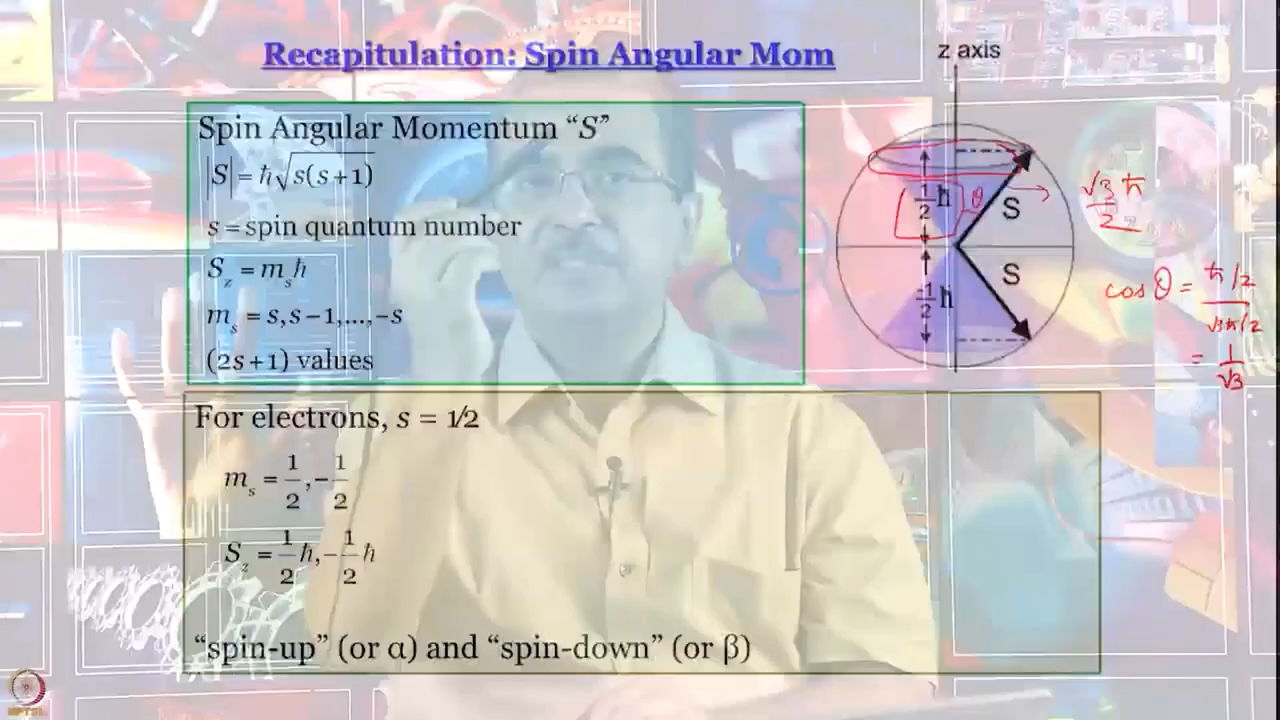 Recapitulation: Spin Angular Mom
Spin Angular Momentum “S”
|S| = ħ√s(s+1)
s = spin quantum number
S_z = m_s ħ
m_s = s, s−1, ..., −s
(2s+1) values
z axis
1/2 ħ
θ
S
√3/2 ħ
S
-1/2 ħ
cos θ = ħ/2 / √3ħ/2
= 1/√3
For electrons, s = 1⁄2
m_s = 1/2, −1/2
S_z = 1/2 ħ, −1/2 ħ
“spin-up” (or α) and “spin-down” (or β)
NPTEL